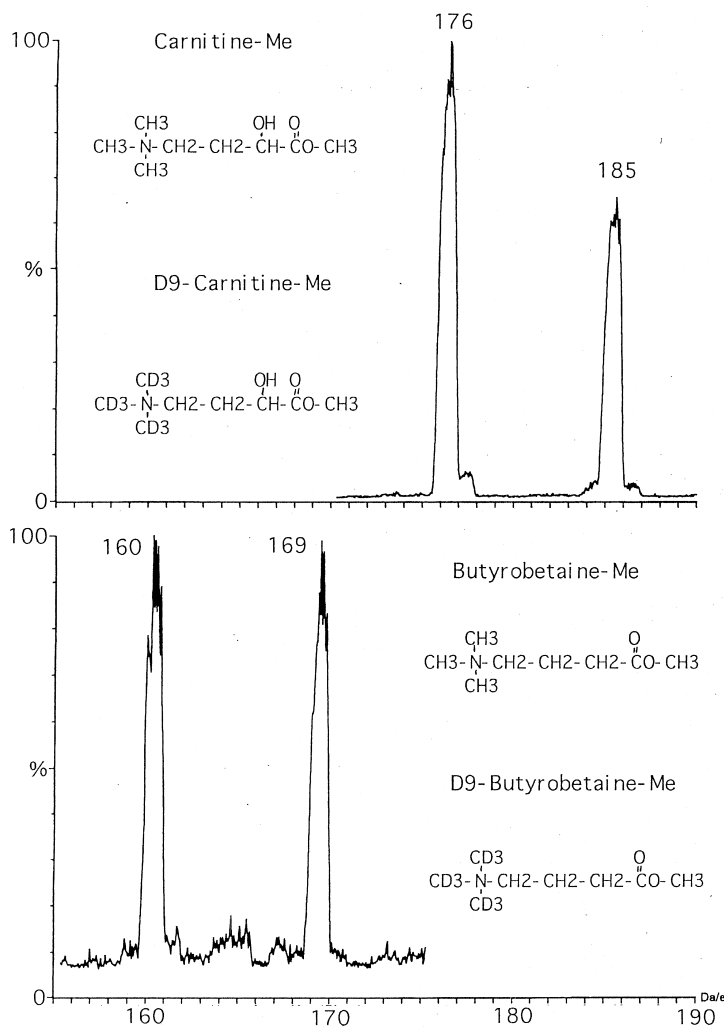 176
100
Carnitine-Me
CH3
OH O
CH3-N-CH2-CH2-CH-CO-CH3
CH3
185
%
D9-Carnitine-Me
CD3
OH O
CD3-N-CH2-CH2-CH-CO-CH3
CD3
0
100
160
169
Butyrobetaine-Me
CH3
O
CH3-N-CH2-CH2-CH2-CO-CH3
CH3
%
D9-Butyrobetaine-Me
CD3
O
CD3-N-CH2-CH2-CH2-CO-CH3
CD3
0
Da/e
160 170 180 190